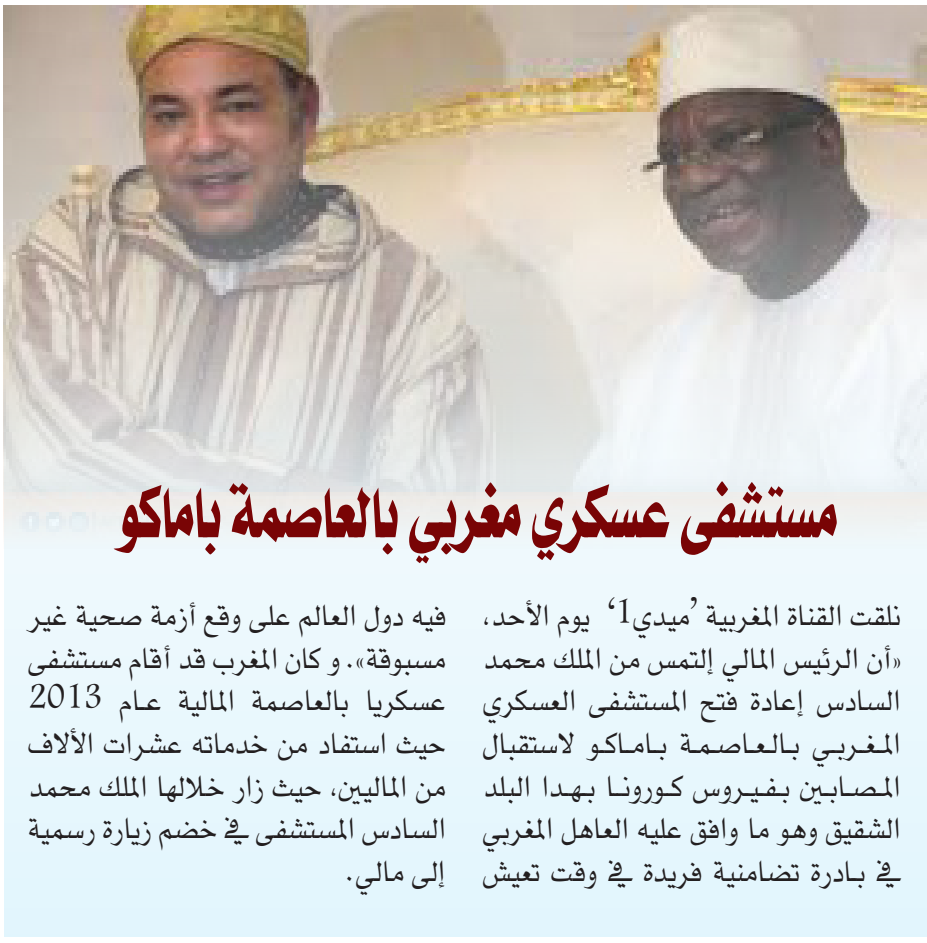 مستشفى عسكري مغربي بالعاصمة باماكو
نلقت القناة المغربية ’ميدي1‘ يوم الأحد،
«أن الرئيس المالي إلتمس من الملك محمد
السادس إعادة فتح المستشفى العسكري
المغربي بالعاصمة باماكو لاستقبال
المصابين بفيروس كورونا بهدا البلد
الشقيق وهو ما وافق عليه العاهل المغربي
في بادرة تضامنية فريدة في وقت تعيش
فيه دول العالم على وقع أزمة صحية غير
مسبوقة». و كان المغرب قد أقام مستشفى
عسكريا بالعاصمة المالية عام 2013
حيث استفاد من خدماته عشرات الألاف
من الماليين، حيث زار خلالها الملك محمد
السادس المستشفى في خضم زيارة رسمية
إلى مالي.